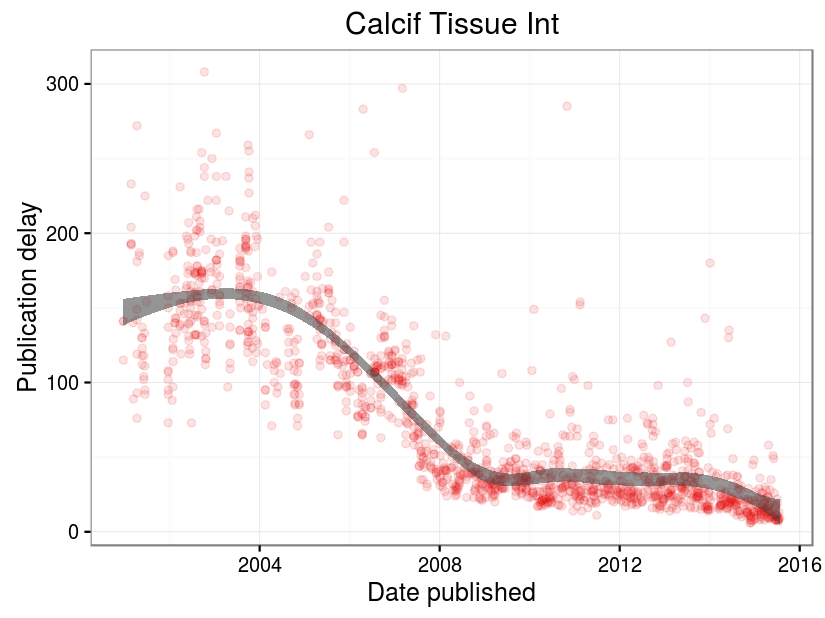 Calcif Tissue Int
300
200
100
0
Publication delay
2004
2008
2012
2016
Date published